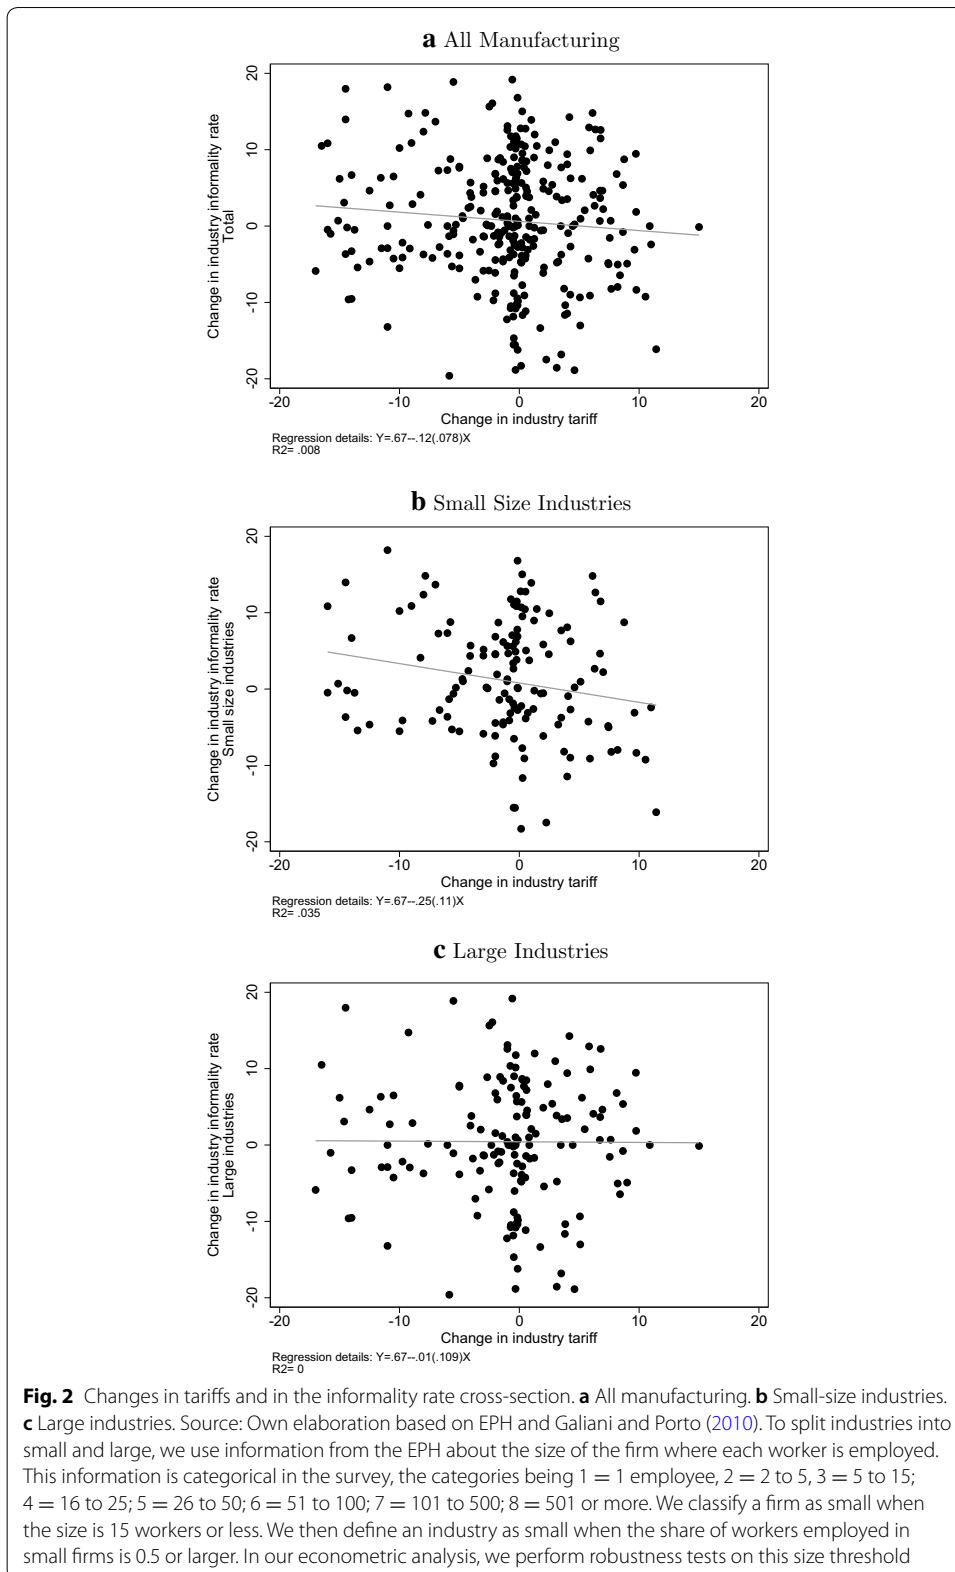 a All Manufacturing
Change in industry informality rate
Total
20
10
0
-10
-20
-20 -10 0 10 20
Change in industry tariff
Regression details: Y=.67--.12(.078)X
R2= .008
b Small Size Industries
Change in industry informality rate
Small size industries
20
10
0
-10
-20
-20 -10 0 10 20
Change in industry tariff
Regression details: Y=.67--.25(.11)X
R2= .035
c Large Industries
Change in industry informality rate
Large industries
20
10
0
-10
-20
-20 -10 0 10 20
Change in industry tariff
Regression details: Y=.67--.01(.109)X
R2= 0
Fig. 2 Changes in tariffs and in the informality rate cross-section. a All manufacturing. b Small-size industries.
c Large industries. Source: Own elaboration based on EPH and Galiani and Porto (2010). To split industries into
small and large, we use information from the EPH about the size of the firm where each worker is employed.
This information is categorical in the survey, the categories being 1 = 1 employee, 2 = 2 to 5, 3 = 5 to 15;
4 = 16 to 25; 5 = 26 to 50; 6 = 51 to 100; 7 = 101 to 500; 8 = 501 or more. We classify a firm as small when
the size is 15 workers or less. We then define an industry as small when the share of workers employed in
small firms is 0.5 or larger. In our econometric analysis, we perform robustness tests on this size threshold